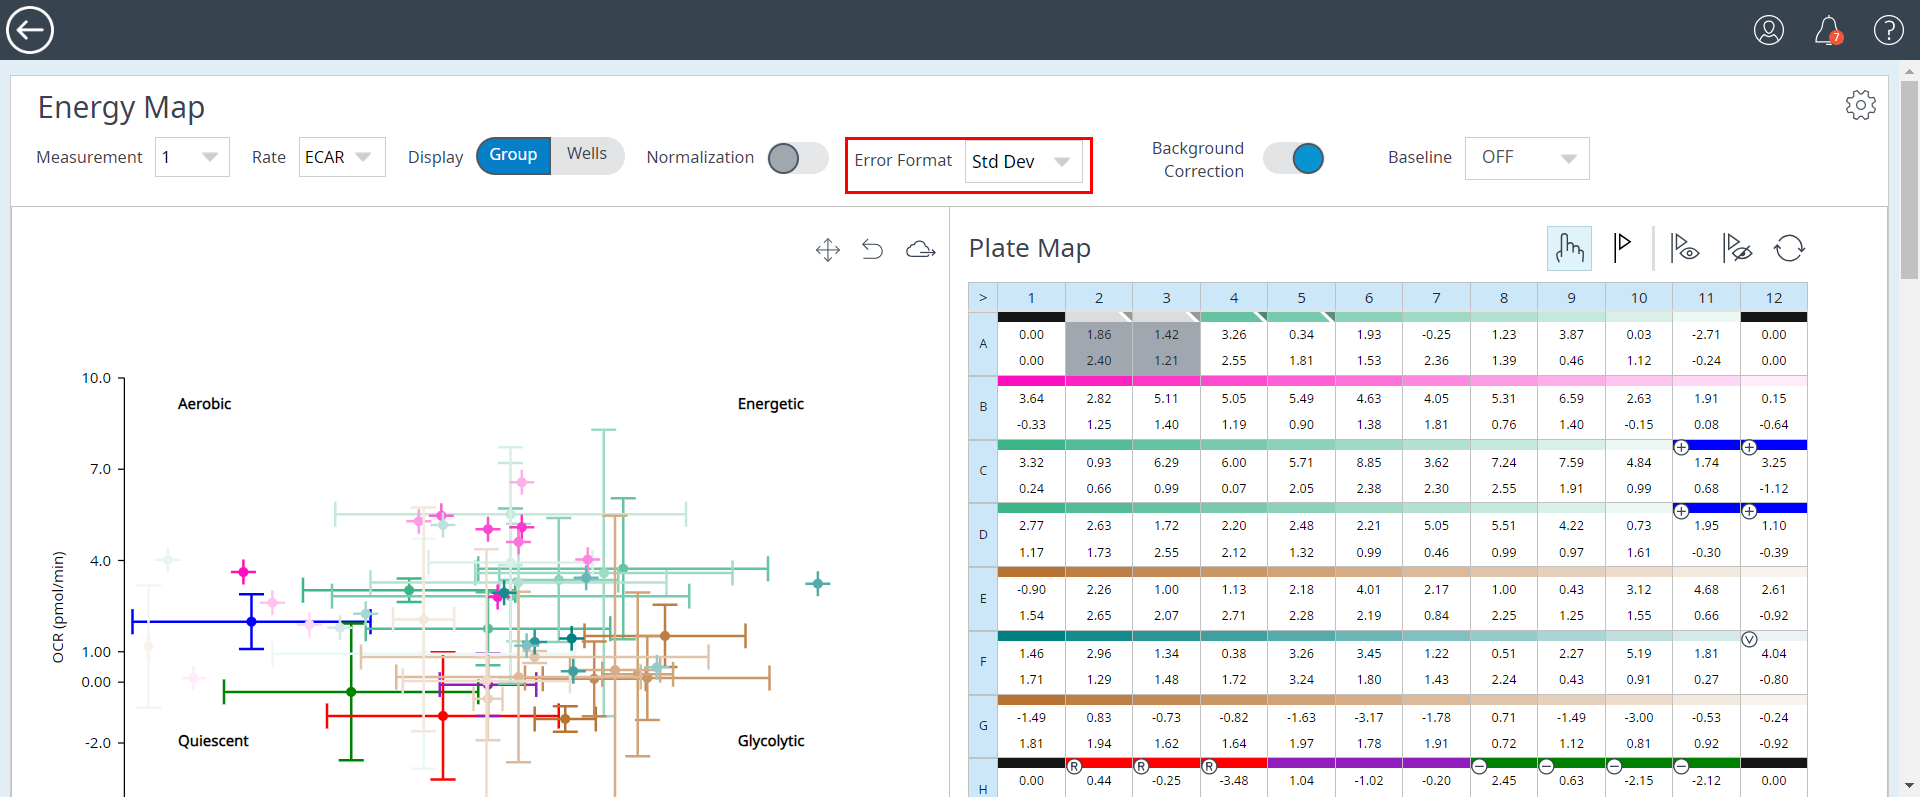 7
Energy Map
Measurement 1 Rate ECAR Display Group Wells Normalization Error Format Std Dev Background Correction Baseline OFF
Plate Map
> 1 2 3 4 5 6 7 8 9 10 11 12
A 0.00 1.86 1.42 3.26 0.34 1.93 -0.25 1.23 3.87 0.03 -2.71 0.00
0.00 2.40 1.21 2.55 1.81 1.53 2.36 1.39 0.46 1.12 -0.24 0.00
B 3.64 2.82 5.11 5.05 5.49 4.63 4.05 5.31 6.59 2.63 1.91 0.15
-0.33 1.25 1.40 1.19 0.90 1.38 1.81 0.76 1.40 -0.15 0.08 -0.64
C 3.32 0.93 6.29 6.00 5.71 8.85 3.62 7.24 7.59 4.84 1.74 3.25
0.24 0.66 0.99 0.07 2.05 2.38 2.30 2.55 1.91 0.99 0.68 -1.12
D 2.77 2.63 1.72 2.20 2.48 2.21 5.05 5.51 4.22 0.73 1.95 1.10
1.17 1.73 2.55 2.12 1.32 0.99 0.46 0.99 0.97 1.61 -0.30 -0.39
E -0.90 2.26 1.00 1.13 2.18 4.01 2.17 1.00 0.43 3.12 4.68 2.61
1.54 2.65 2.07 2.71 2.28 2.19 0.84 2.25 1.25 1.55 0.66 -0.92
V
F 1.46 2.96 1.34 0.38 3.26 3.45 1.22 0.51 2.27 5.19 1.81 4.04
1.71 1.29 1.48 1.72 3.24 1.80 1.43 2.24 0.43 0.91 0.27 -0.80
G -1.49 0.83 -0.73 -0.82 -1.63 -3.17 -1.78 0.71 -1.49 -3.00 -0.53 -0.24
1.81 1.94 1.62 1.64 1.97 1.78 1.91 0.72 1.12 0.81 0.92 -0.92
R R R
H 0.00 0.44 -0.25 -3.48 1.04 -1.02 -0.20 2.45 0.63 -2.15 -2.12 0.00
OCR (pmol/min)
10.0
7.0
4.0
1.00
0.00
-2.0
Aerobic
Energetic
Quiescent
Glycolytic